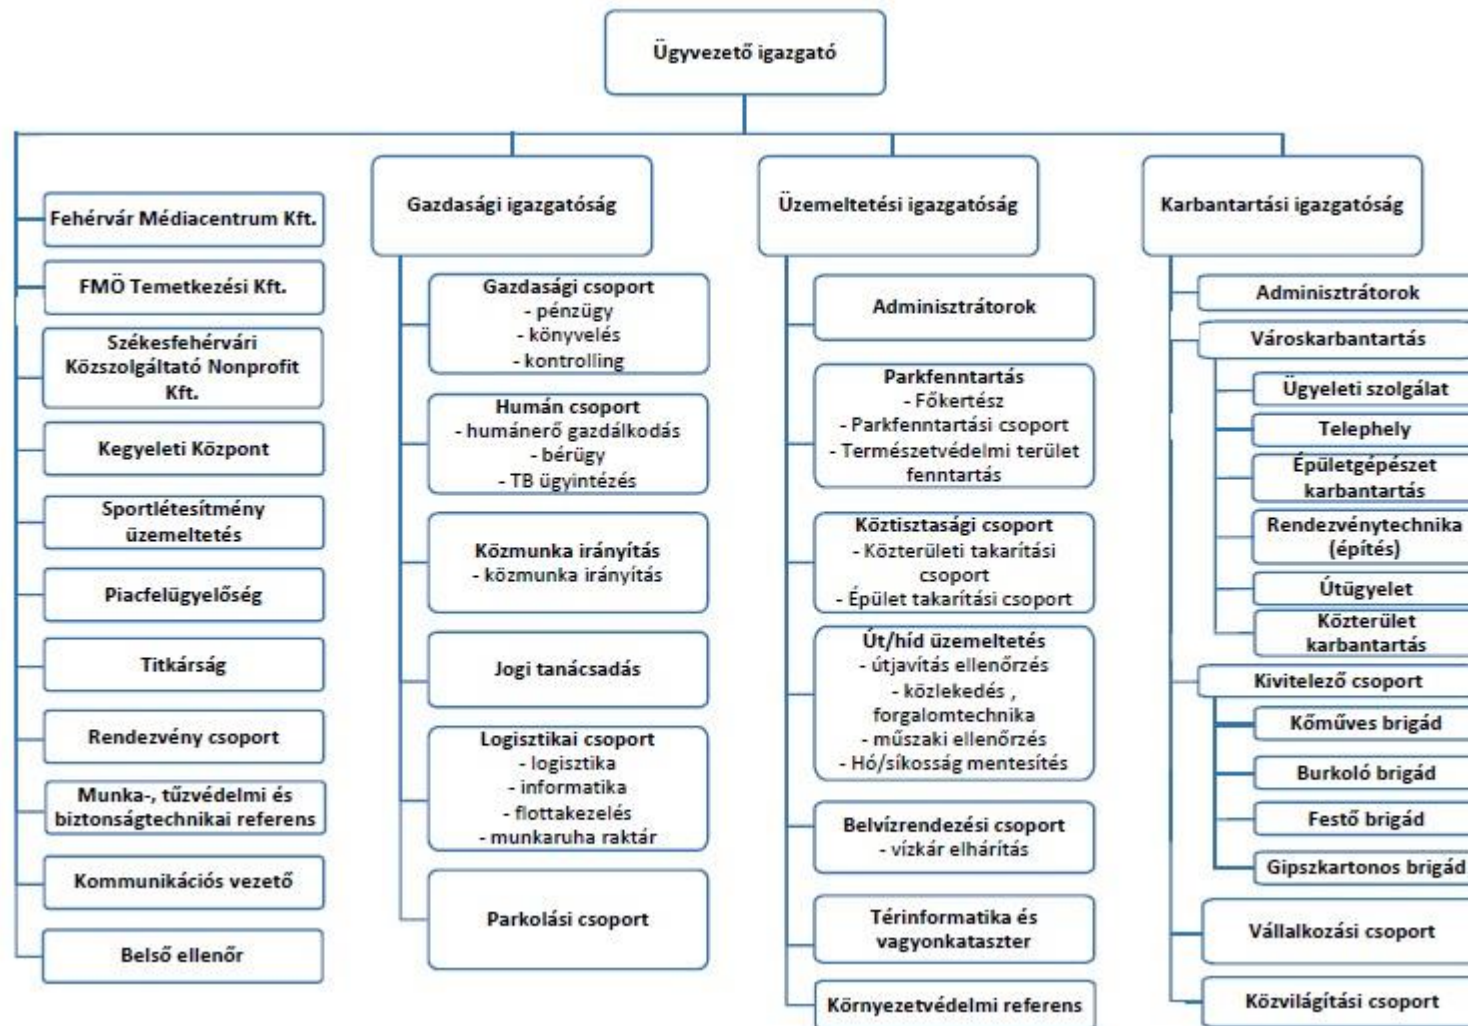 Ügyvezető igazgató
Fehérvár Médiacentrum Kft.
FMÖ Temetkezési Kft.
Székesfehérvári
Közszolgáltató Nonprofit
Kft.
Kegyeleti Központ
Sportlétesítmény
üzemeltetés
Piacfelügyelőség
Titkárság
Rendezvény csoport
Munka-, tűzvédelmi és
biztonságtechnikai referens
Kommunikációs vezető
Belső ellenőr
Gazdasági igazgatóság
Gazdasági csoport
- pénzügy
- könyvelés
- kontrolling
Humán csoport
- humánerő gazdálkodás
- bérügy
- TB ügyintézés
Közmunka irányítás
- közmunka irányítás
Jogi tanácsadás
Logisztikai csoport
- logisztika
- informatika
- flottakezelés
- munkaruha raktár
Parkolási csoport
Üzemeltetési igazgatóság
Adminisztrátorok
Parkfenntartás
- Főkertész
- Parkfenntartási csoport
- Természetvédelmi terület
fenntartás
Köztisztasági csoport
- Közterületi takarítási
csoport
- Épület takarítási csoport
Út/híd üzemeltetés
- útjavítás ellenőrzés
- közlekedés ,
forgalomtechnika
- műszaki ellenőrzés
- Hó/síkosság mentesítés
Belvízrendezési csoport
- vízkár elhárítás
Térinformatika és
vagyonkataszter
Környezetvédelmi referens
Karbantartási igazgatóság
Adminisztrátorok
Városkarbantartás
Ügyeleti szolgálat
Telephely
Épületgépészet
karbantartás
Rendezvénytechnika
(építés)
Útügyelet
Közterület
karbantartás
Kivitelező csoport
Kőműves brigád
Burkoló brigád
Festő brigád
Gipszkartonos brigád
Vállalkozási csoport
Közvilágítási csoport